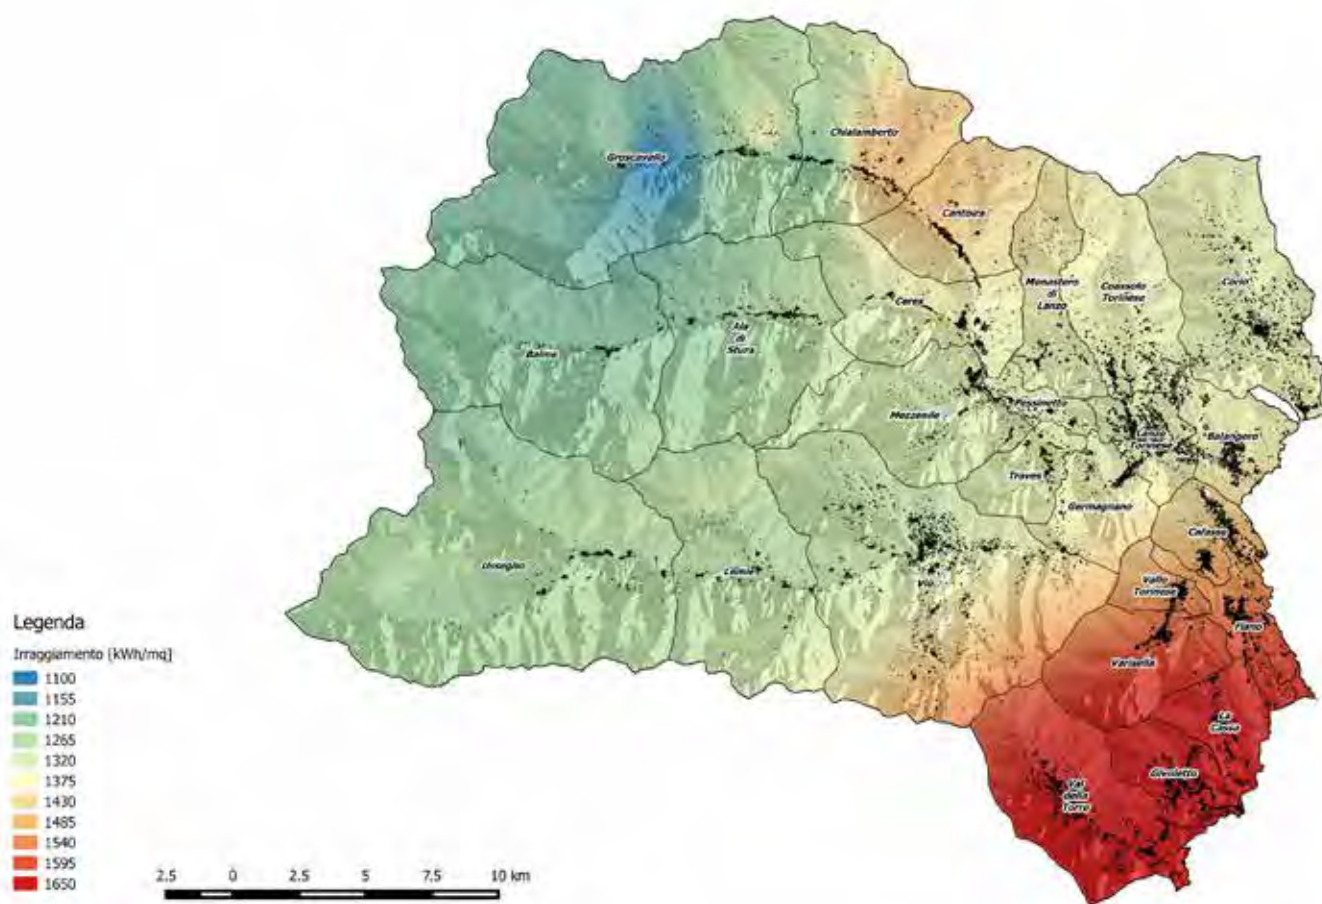 Chialamberto
Groscavallo
Cantoira
Monastero
di
Lanzo
Coassolo
Torinese
Corio
Ceres
Ala
di
Stura
Balme
Mezzenile
Pessinetto
Lanzo
Torinese
Balangero
Traves
Germagnano
Cafasse
Usseglio
Lemie
Viù
Vallo
Torinese
Fiano
Varisella
La
Cassa
Givoletto
Val
della
Torre
Legenda
Irraggiamento [kWh/mq]
1100
1155
1210
1265
1320
1375
1430
1485
1540
1595
1650
2.5 0 2.5 5 7.5 10 km